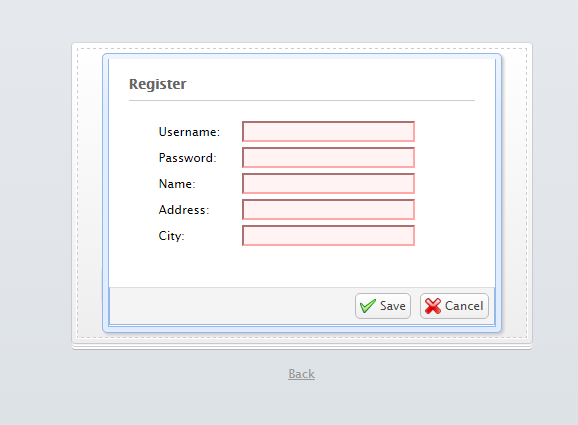 Register
Username:
Password:
Name:
Address:
City:
Save Cancel
Back